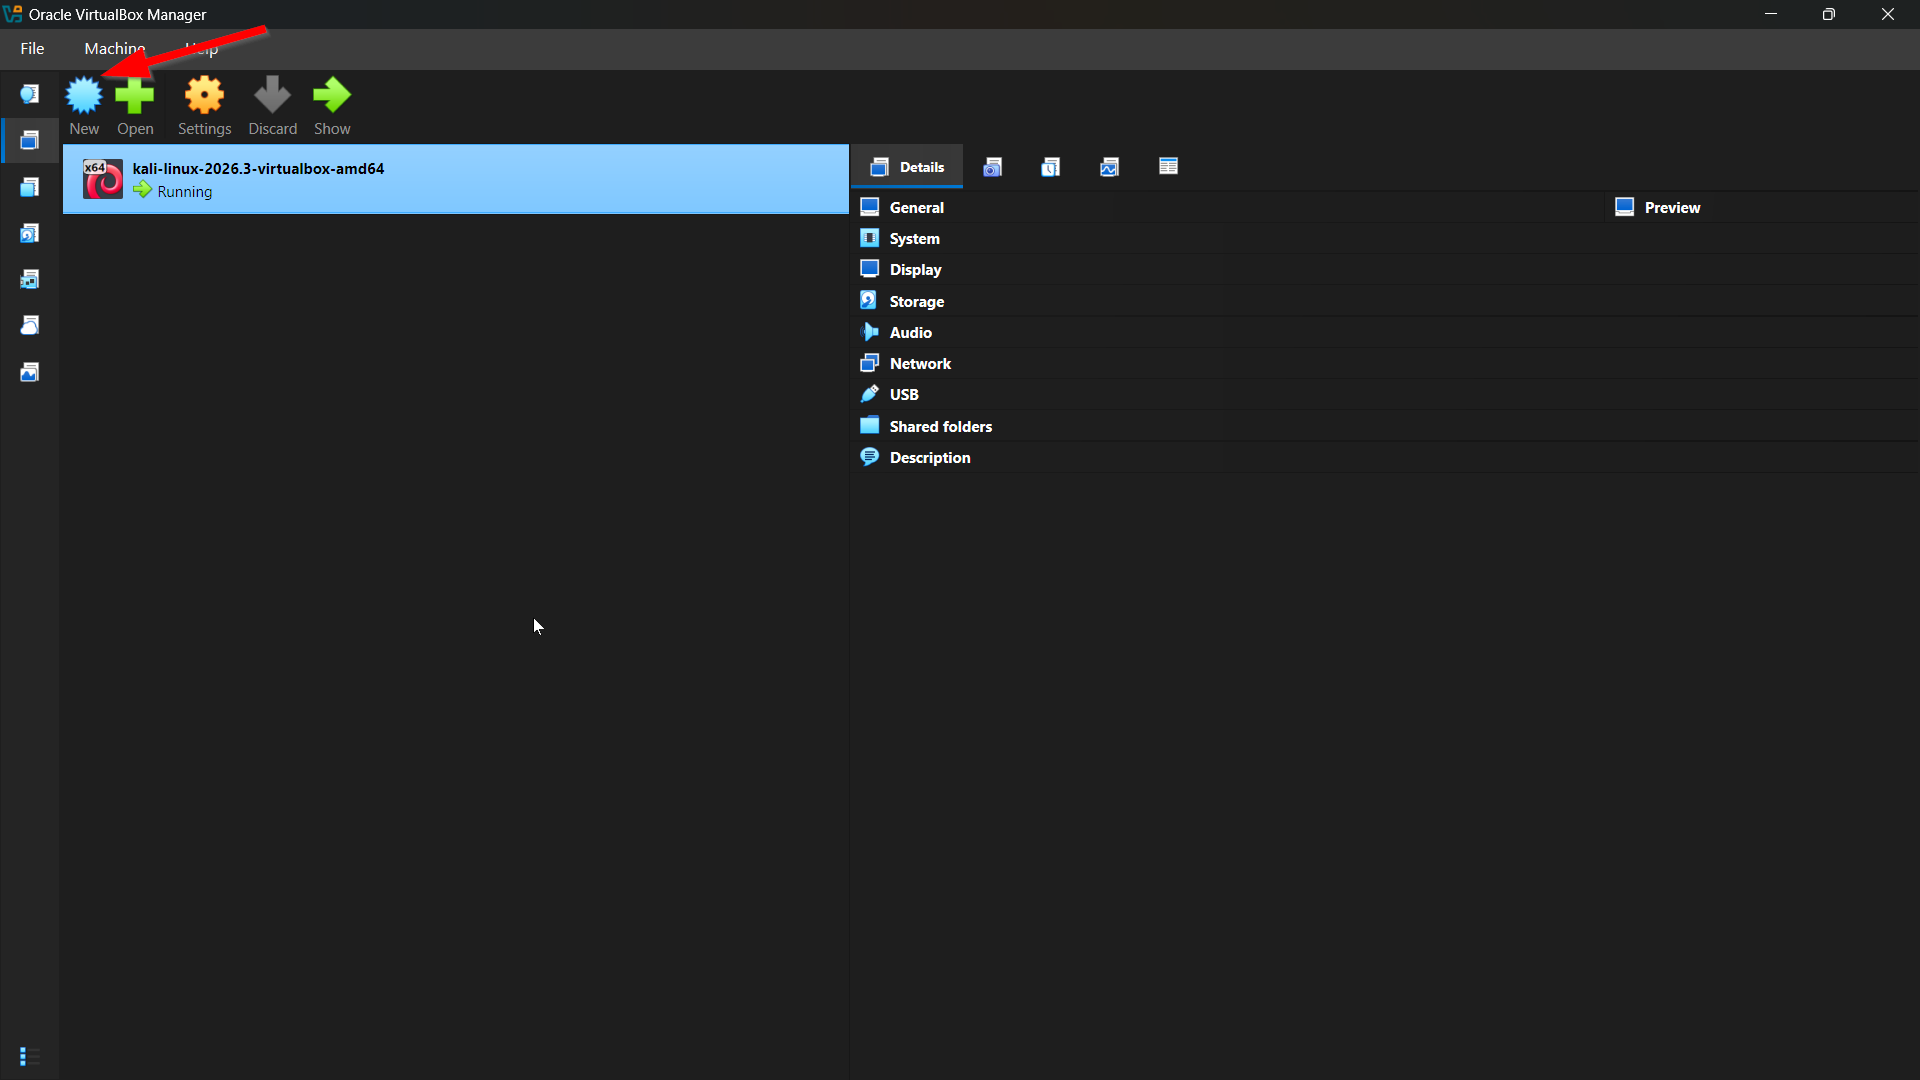 Oracle VirtualBox Manager
File Machine Help
New Open Settings Discard Show
x64
kali-linux-2026.3-virtualbox-amd64
Running
Details
General
Preview
System
Display
Storage
Audio
Network
USB
Shared folders
Description